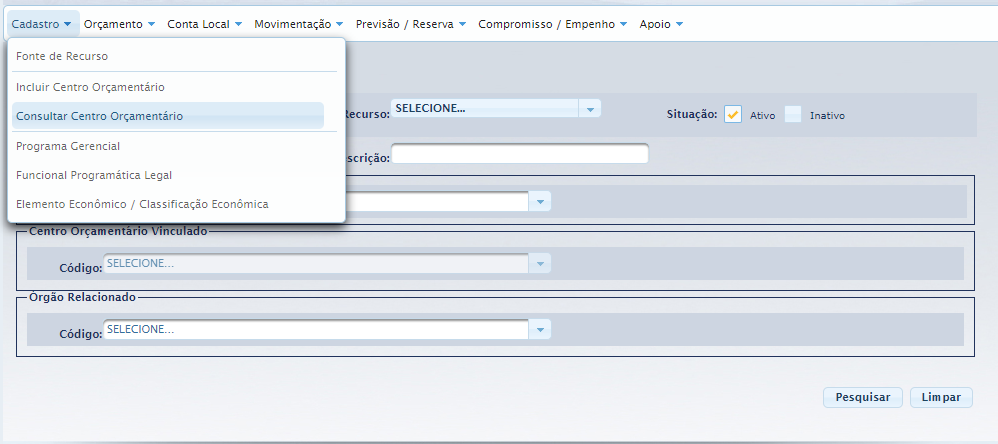 Cadastro Orçamento Conta Local Movimentação Previsão / Reserva Compromisso / Empenho Apoio
Fonte de Recurso
Incluir Centro Orçamentário
Consultar Centro Orçamentário
Programa Gerencial
Funcional Programática Legal
Elemento Econômico / Classificação Econômica
Recurso: SELECIONE... Situação: Ativo Inativo
scrição:
Centro Orçamentário Vinculado
Código: SELECIONE...
Órgão Relacionado
Código: SELECIONE...
Pesquisar Limpar